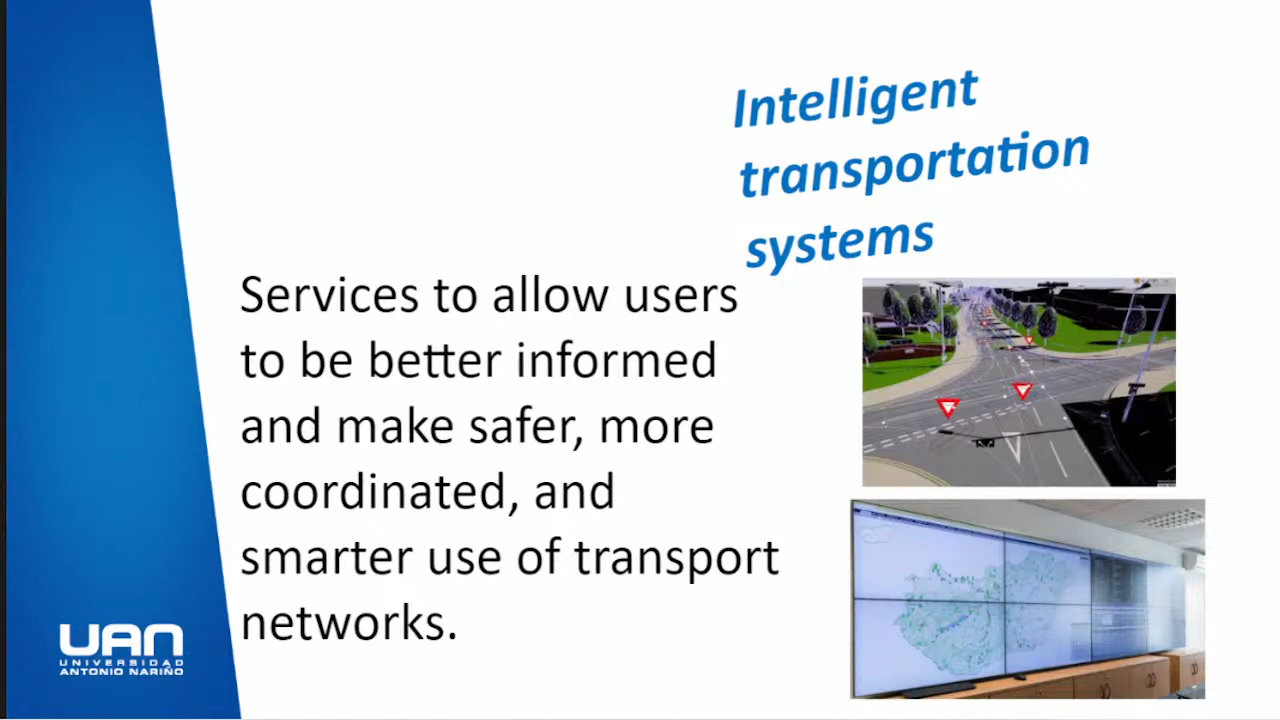 Intelligent
transportation
systems
Services to allow users
to be better informed
and make safer, more
coordinated, and
smarter use of transport
networks.
UAN
UNIVERSIDAD
ANTONIO NARIÑO